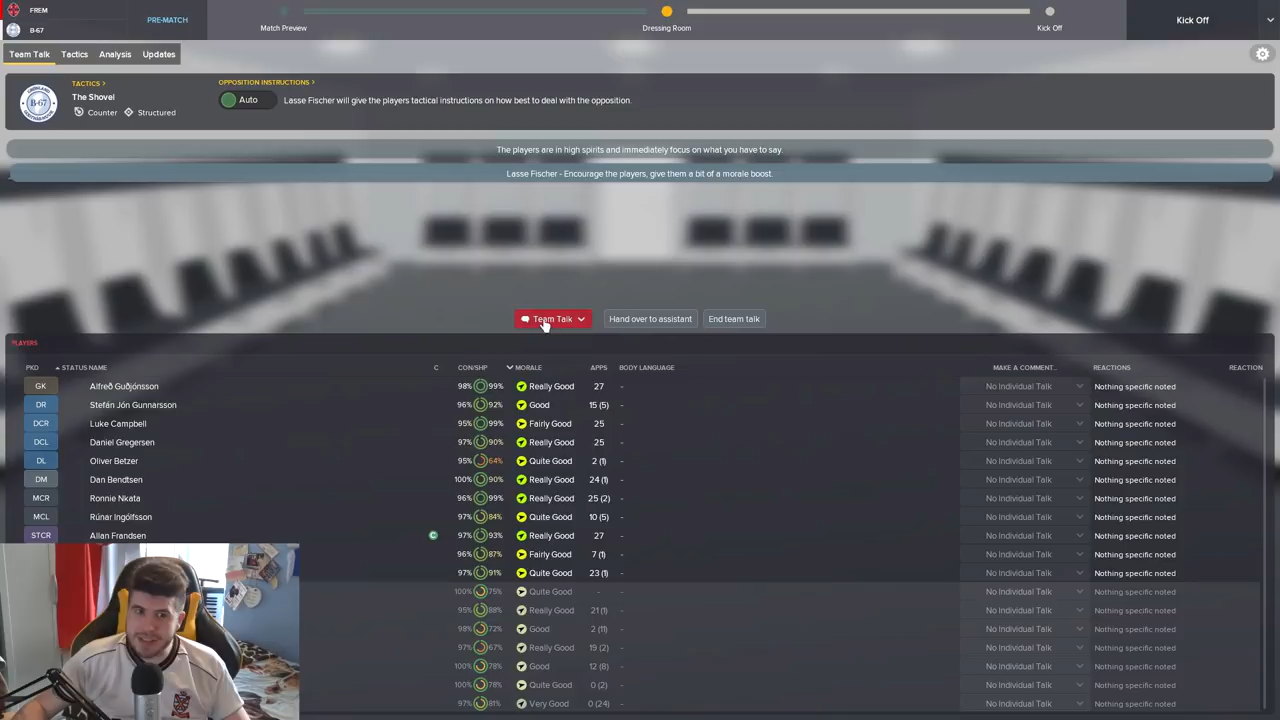 FREM
B-67
PRE-MATCH
Match Preview
Dressing Room
Kick Off
Kick Off
Team Talk Tactics Analysis Updates
B-67
TACTICS >
The Shovel
Counter Structured
OPPOSITION INSTRUCTIONS >
Auto Lasse Fischer will give the players tactical instructions on how best to deal with the opposition.
The players are in high spirits and immediately focus on what you have to say.
Lasse Fischer - Encourage the players, give them a bit of a morale boost.
Team Talk Hand over to assistant End team talk
PLAYERS
PKD STATUS NAME C CON/SHP MORALE APPS BODY LANGUAGE MAKE A COMMENT... REACTIONS REACTION
GK Alfreð Guðjónsson 98% 99% Really Good 27 - No Individual Talk Nothing specific noted
DR Stefán Jón Gunnarsson 96% 92% Good 15 (5) - No Individual Talk Nothing specific noted
DCR Luke Campbell 95% 99% Fairly Good 25 - No Individual Talk Nothing specific noted
DCL Daniel Gregersen 97% 90% Really Good 25 - No Individual Talk Nothing specific noted
DL Oliver Betzer 95% 64% Quite Good 2 (1) - No Individual Talk Nothing specific noted
DM Dan Bendtsen 100% 90% Really Good 24 (1) - No Individual Talk Nothing specific noted
MCR Ronnie Nkata 96% 99% Really Good 25 (2) - No Individual Talk Nothing specific noted
MCL Rúnar Ingólfsson 97% 84% Quite Good 10 (5) - No Individual Talk Nothing specific noted
STCR Allan Frandsen C 97% 93% Really Good 27 - No Individual Talk Nothing specific noted
96% 87% Fairly Good 7 (1) - No Individual Talk Nothing specific noted
97% 91% Quite Good 23 (1) - No Individual Talk Nothing specific noted
100% 75% Quite Good - - No Individual Talk Nothing specific noted
95% 88% Really Good 21 (1) - No Individual Talk Nothing specific noted
98% 72% Good 2 (11) - No Individual Talk Nothing specific noted
97% 67% Really Good 19 (2) - No Individual Talk Nothing specific noted
100% 78% Good 12 (8) - No Individual Talk Nothing specific noted
100% 78% Quite Good 0 (2) - No Individual Talk Nothing specific noted
97% 81% Very Good 0 (24) - No Individual Talk Nothing specific noted